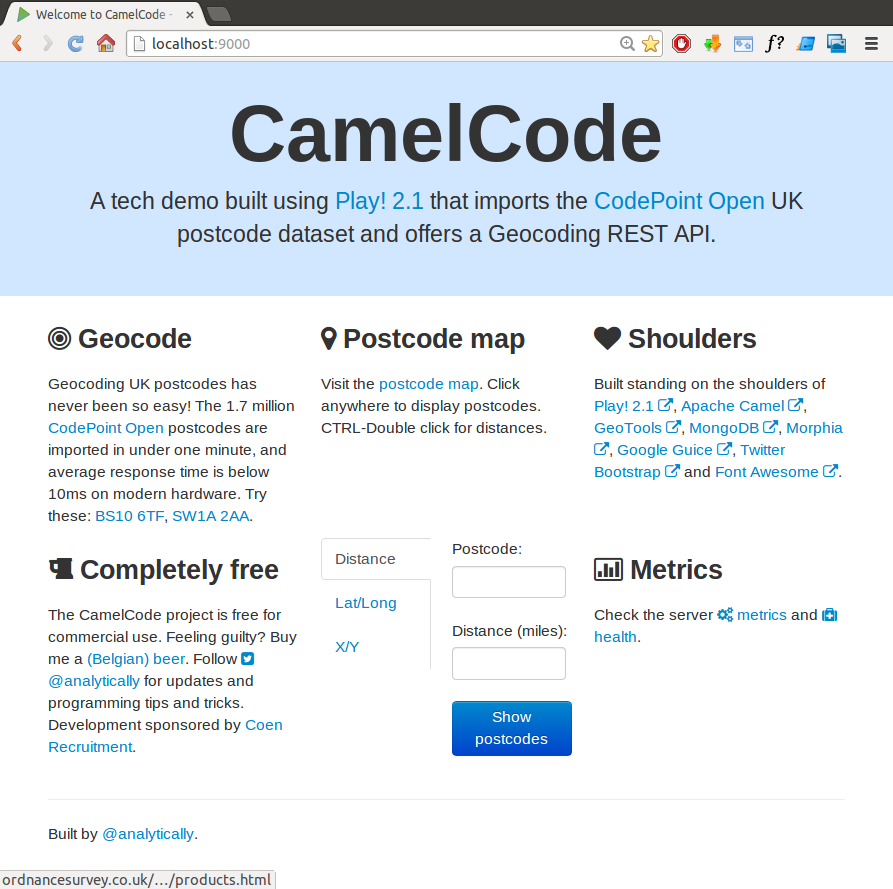 Welcome to CamelCode -
localhost:9000
f?
CamelCode
A tech demo built using Play! 2.1 that imports the CodePoint Open UK
postcode dataset and offers a Geocoding REST API.
Geocode
Geocoding UK postcodes has
never been so easy! The 1.7 million
CodePoint Open postcodes are
imported in under one minute, and
average response time is below
10ms on modern hardware. Try
these: BS10 6TF, SW1A 2AA.
Postcode map
Visit the postcode map. Click
anywhere to display postcodes.
CTRL-Double click for distances.
Shoulders
Built standing on the shoulders of
Play! 2.1, Apache Camel,
GeoTools, MongoDB, Morphia
, Google Guice, Twitter
Bootstrap and Font Awesome.
Completely free
The CamelCode project is free for
commercial use. Feeling guilty? Buy
me a (Belgian) beer. Follow
@analytically for updates and
programming tips and tricks.
Development sponsored by Coen
Recruitment.
Distance
Lat/Long
X/Y
Postcode:
Distance (miles):
Show
postcodes
Metrics
Check the server metrics and
health.
Built by @analytically.
ordnancesurvey.co.uk/…/products.html